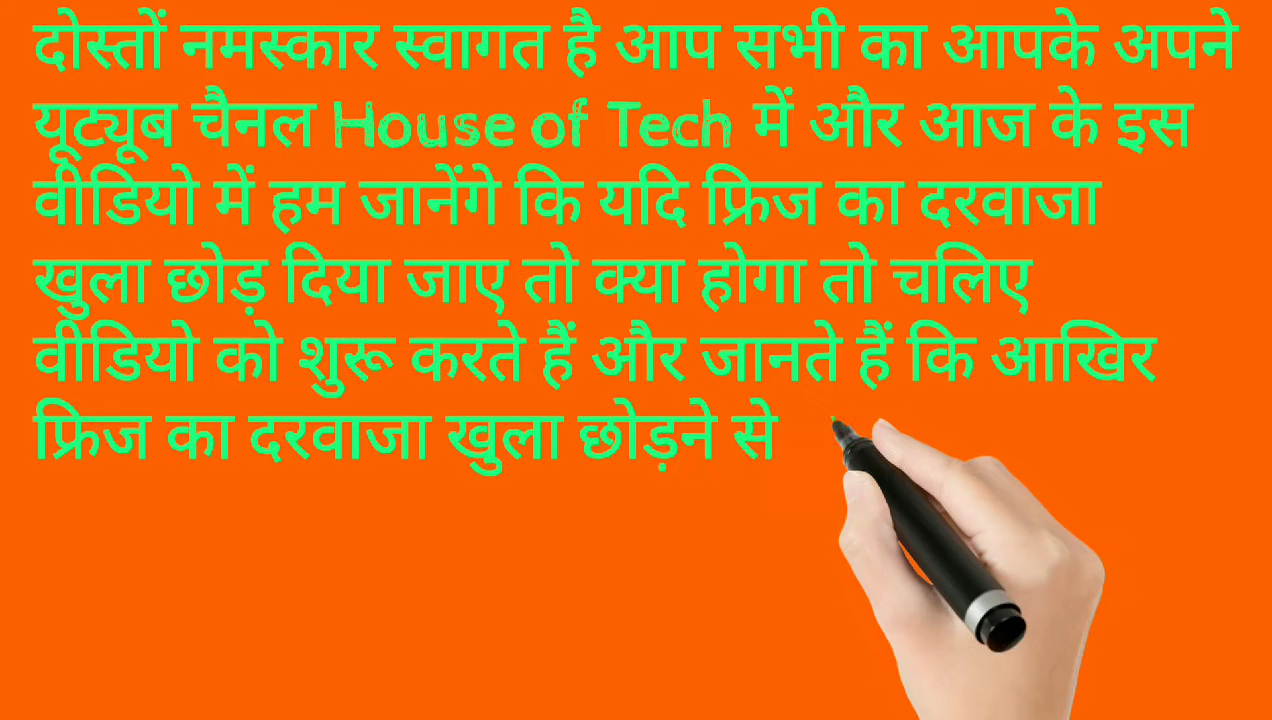 दोस्तों नमस्कार स्वागत है आप सभी का आपके अपने
यूट्यूब चैनल House of Tech में और आज के इस
वीडियो में हम जानेंगे कि यदि फ्रिज का दरवाजा
खुला छोड़ दिया जाए तो क्या होगा तो चलिए
वीडियो को शुरू करते हैं और जानते हैं कि आखिर
फ्रिज का दरवाजा खुला छोड़ने से